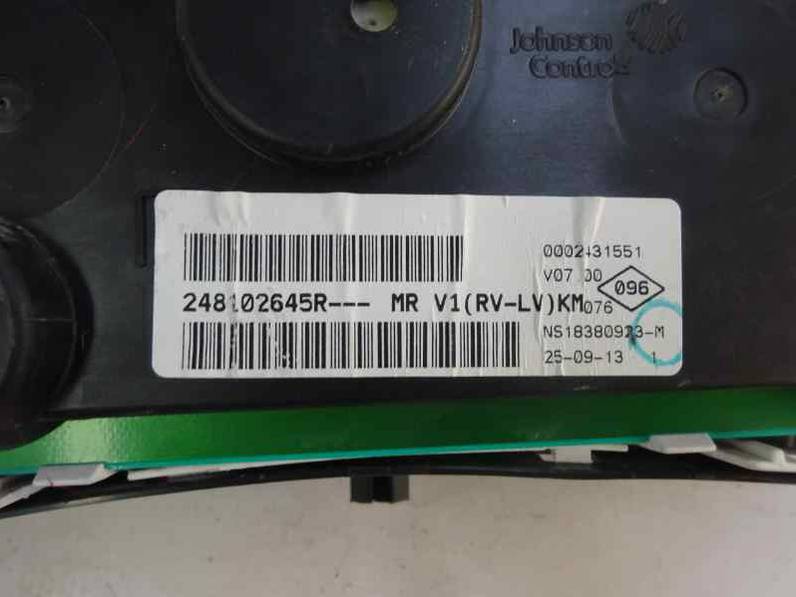 Johnson
Controls
0002431551
V07 00
096
248102645R--- MR V1(RV-LV)KM
076
NS18380923-M
25-09-13 1